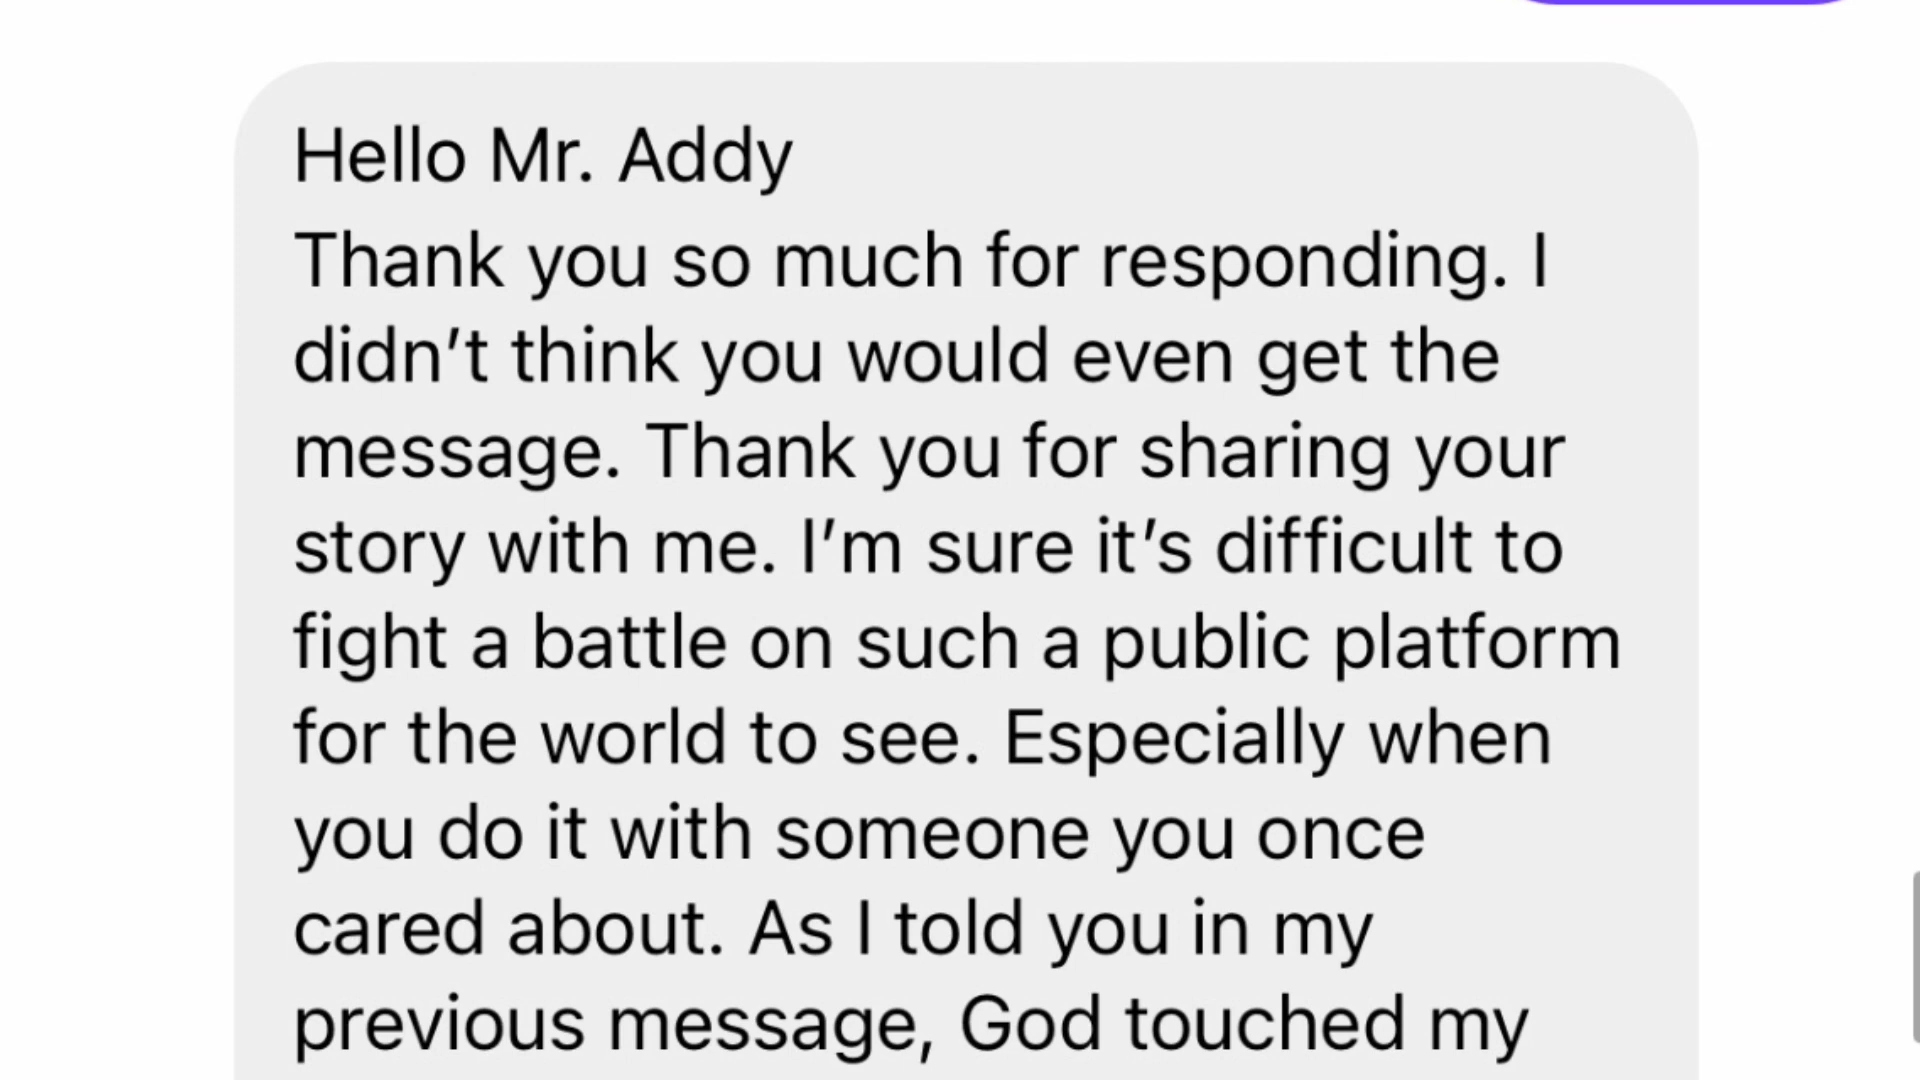 Hello Mr. Addy
Thank you so much for responding. I
didn’t think you would even get the
message. Thank you for sharing your
story with me. I’m sure it’s difficult to
fight a battle on such a public platform
for the world to see. Especially when
you do it with someone you once
cared about. As I told you in my
previous message, God touched my